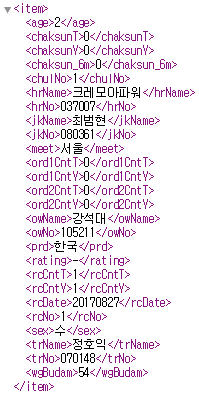 <item>
<age>2</age>
<chaksunT>0</chaksunT>
<chaksunY>0</chaksunY>
<chaksun_6m>0</chaksun_6m>
<chulNo>1</chulNo>
<hrName>크레모아파워</hrName>
<hrNo>037007</hrNo>
<jkName>최범현</jkName>
<jkNo>080361</jkNo>
<meet>서울</meet>
<ord1CntT>0</ord1CntT>
<ord1CntY>0</ord1CntY>
<ord2CntT>0</ord2CntT>
<ord2CntY>0</ord2CntY>
<owName>강석대</owName>
<owNo>105211</owNo>
<prd>한국</prd>
<rating>-</rating>
<rcCntT>1</rcCntT>
<rcCntY>1</rcCntY>
<rcDate>20170827</rcDate>
<rcNo>1</rcNo>
<sex>수</sex>
<trName>정호익</trName>
<trNo>070148</trNo>
<wgBudam>54</wgBudam>
</item>